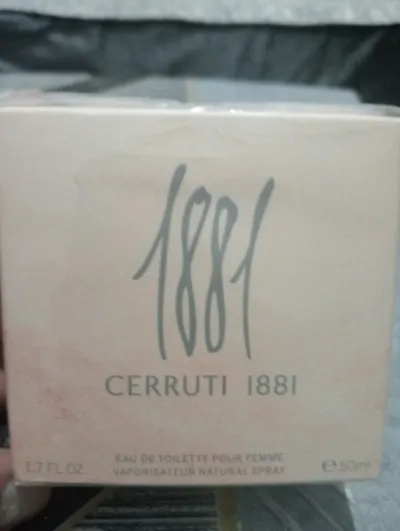 1881
CERRUTI 1881
EAU DE TOILETTE POUR FEMME
1.7 FL.OZ. VAPORISATEUR NATURAL SPRAY ℮ 50ml